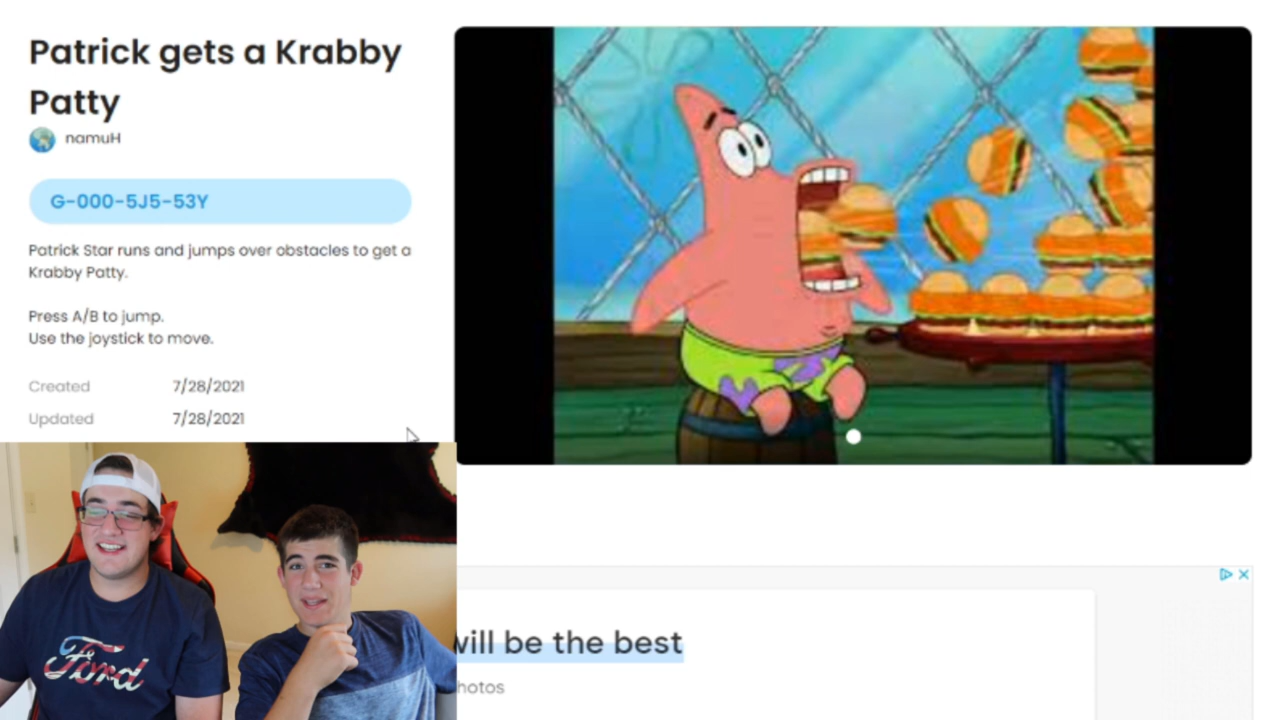 Patrick gets a Krabby
Patty
namuH
G-000-5J5-53Y
Patrick Star runs and jumps over obstacles to get a
Krabby Patty.
Press A/B to jump.
Use the joystick to move.
Created 7/28/2021
Updated 7/28/2021
Ford
will be the best
hotos